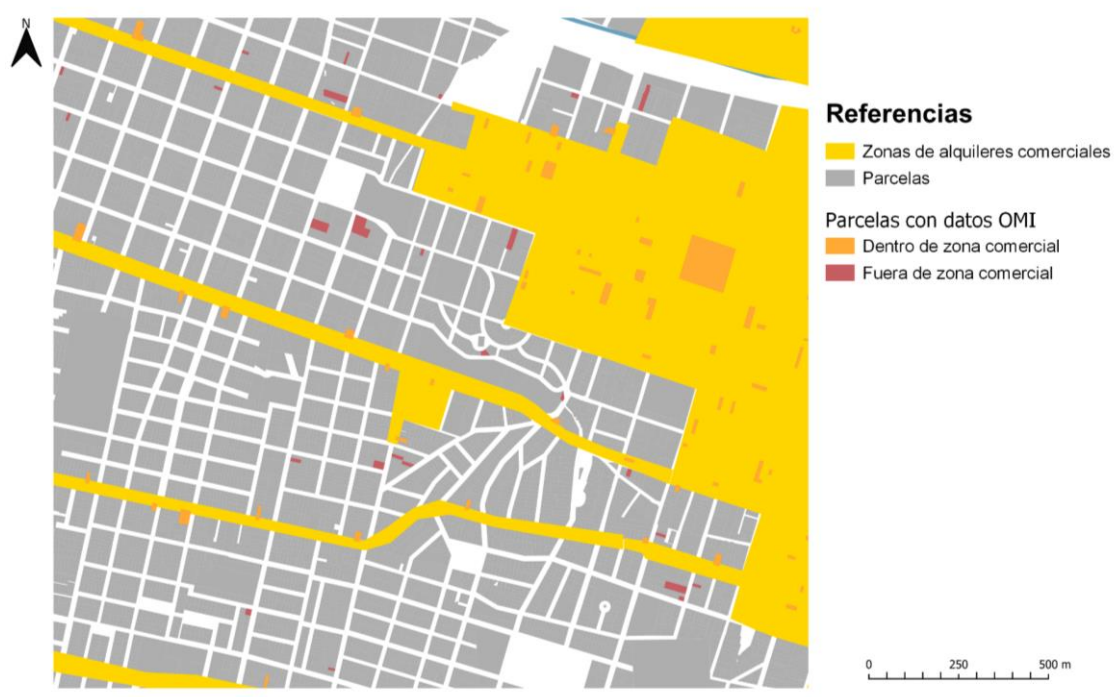 N
Referencias
Zonas de alquileres comerciales
Parcelas
Parcelas con datos OMI
Dentro de zona comercial
Fuera de zona comercial
0 250 500 m